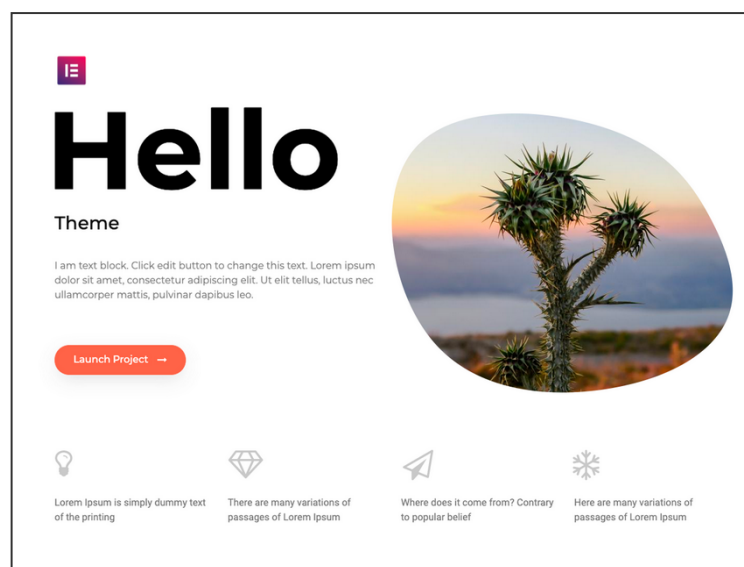 Hello
Theme
I am text block. Click edit button to change this text. Lorem ipsum
dolor sit amet, consectetur adipiscing elit. Ut elit tellus, luctus nec
ullamcorper mattis, pulvinar dapibus leo.
Launch Project →
Lorem Ipsum is simply dummy text
of the printing
There are many variations of
passages of Lorem Ipsum
Where does it come from? Contrary
to popular belief
Here are many variations of
passages of Lorem Ipsum